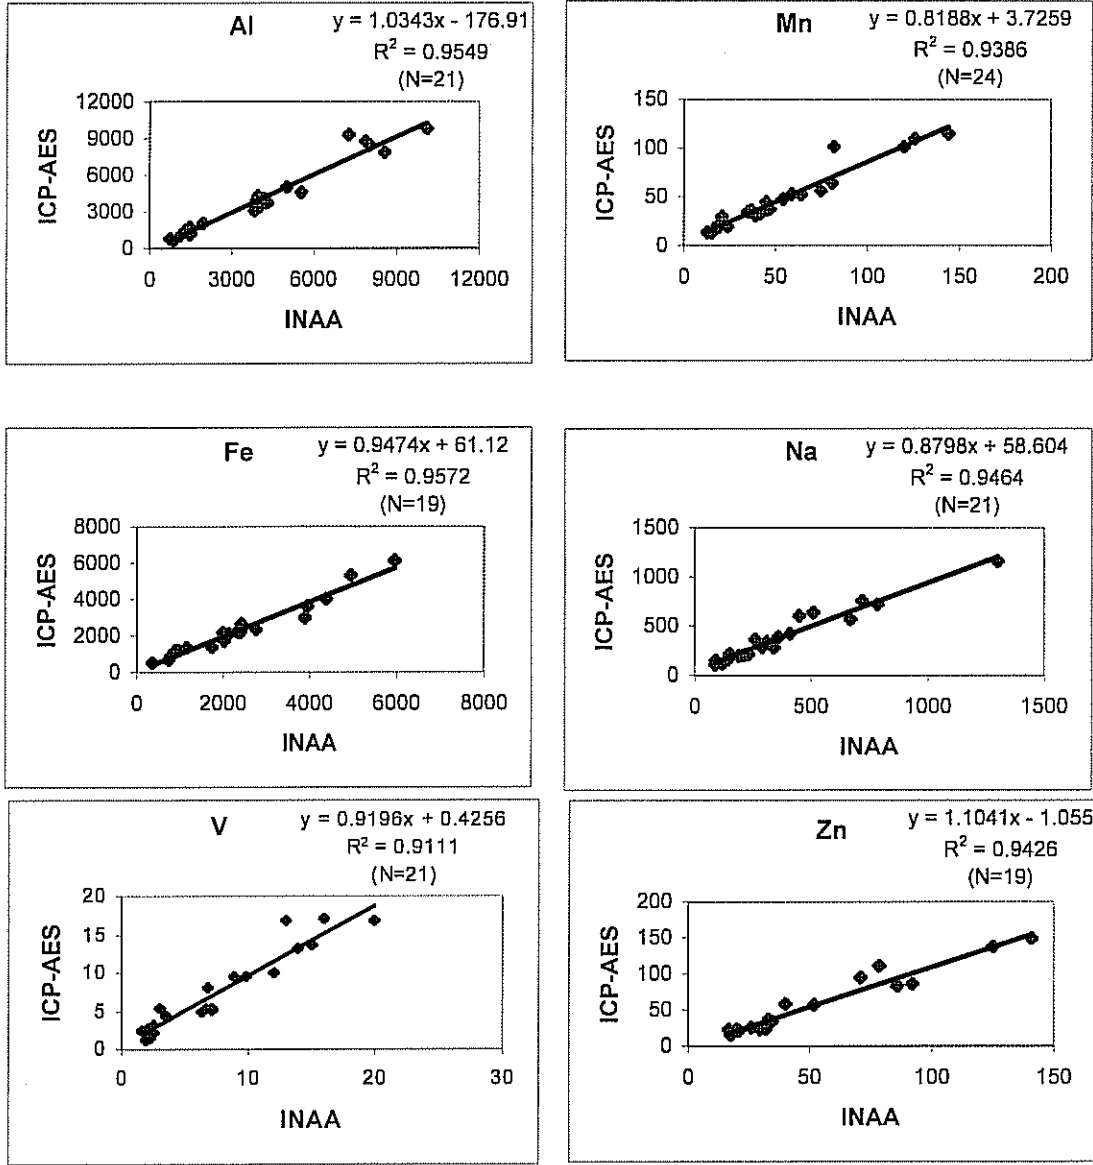 Al y = 1.0343x - 176.91
R² = 0.9549
(N=21)
12000
9000
6000
3000
0
ICP-AES
0 3000 6000 9000 12000
INAA
Mn y = 0.8188x + 3.7259
R² = 0.9386
(N=24)
150
100
50
0
ICP-AES
0 50 100 150 200
INAA
Fe y = 0.9474x + 61.12
R² = 0.9572
(N=19)
8000
6000
4000
2000
0
ICP-AES
0 2000 4000 6000 8000
INAA
Na y = 0.8798x + 58.604
R² = 0.9464
(N=21)
1500
1000
500
0
ICP-AES
0 500 1000 1500
INAA
V y = 0.9196x + 0.4256
R² = 0.9111
(N=21)
20
15
10
5
0
ICP-AES
0 10 20 30
INAA
Zn y = 1.1041x - 1.055
R² = 0.9426
(N=19)
200
150
100
50
0
ICP-AES
0 50 100 150
INAA